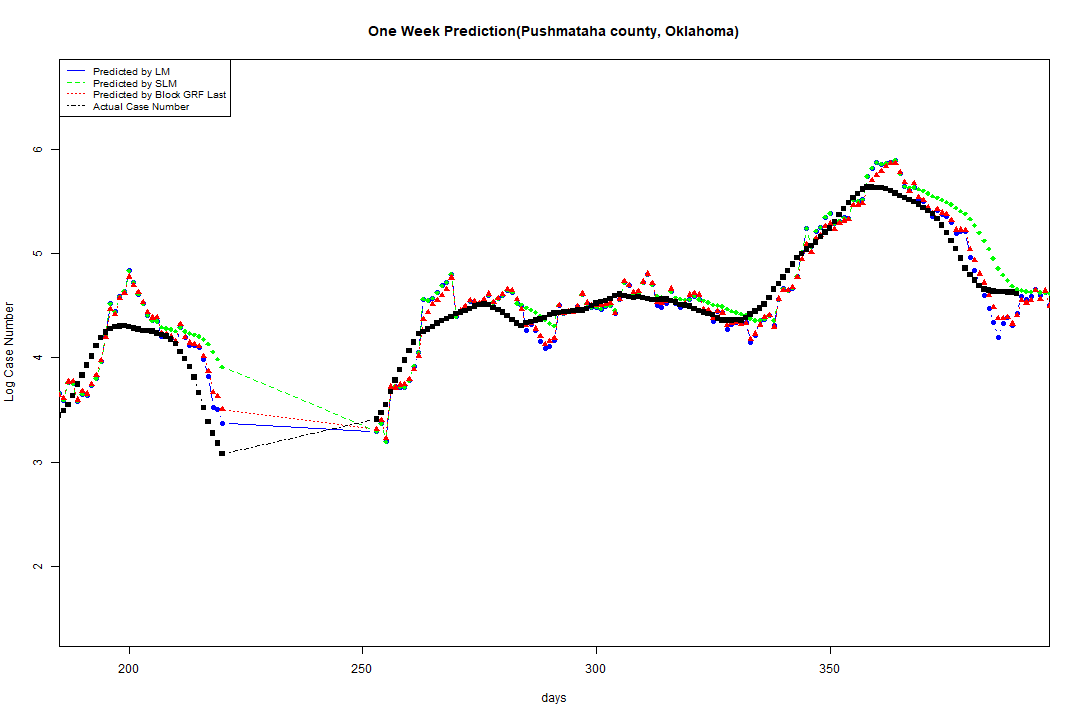 One Week Prediction(Pushmataha county, Oklahoma)
Predicted by LM
Predicted by SLM
Predicted by Block GRF Last
Actual Case Number
Log Case Number
6
5
4
3
2
200 250 300 350
days